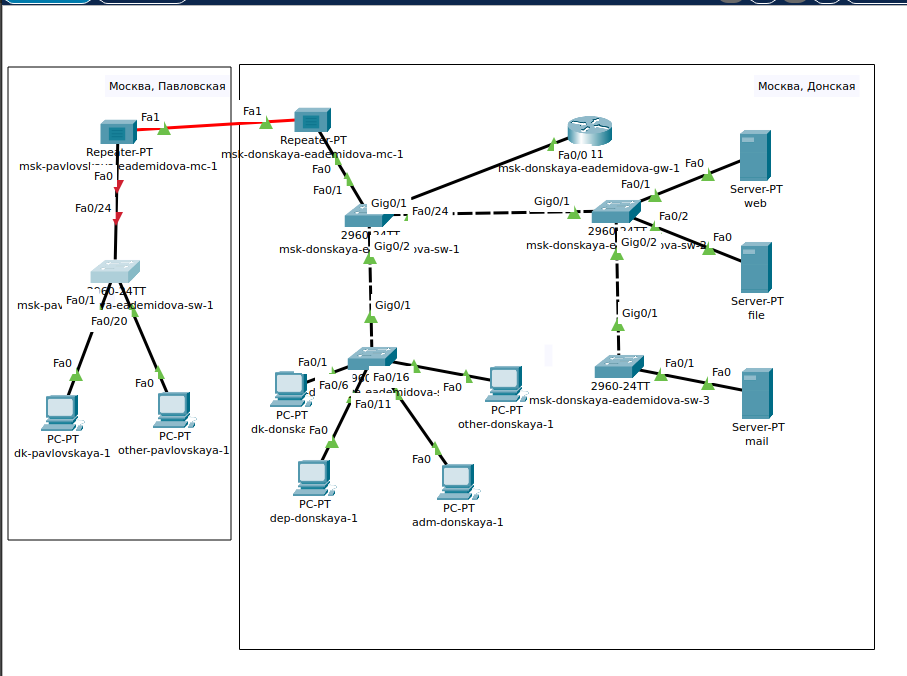 Москва, Павловская
Fa1
Repeater-PT
Fa0
Fa0/24
Fa0/1
Fa0/20
Fa0
Fa0
PC-PT
dk-pavlovskaya-1
PC-PT
other-pavlovskaya-1
Москва, Донская
Fa1
Repeater-PT
msk-donskaya-eademidova-mc-1
Fa0
Fa0/1
Gig0/1
Fa0/24
Gig0/2
Fa0/0
msk-donskaya-eademidova-gw-1
Gig0/1
Fa0/1
Fa0/2
Gig0/2
Fa0
Server-PT
web
Fa0
Server-PT
file
Gig0/1
Gig0/1
Fa0/1
Fa0/6
Fa0/16
Fa0/11
PC-PT
Fa0
PC-PT
dep-donskaya-1
Fa0
PC-PT
adm-donskaya-1
Fa0
PC-PT
other-donskaya-1
2960-24TT
msk-donskaya-eademidova-sw-3
Fa0/1
Fa0
Server-PT
mail